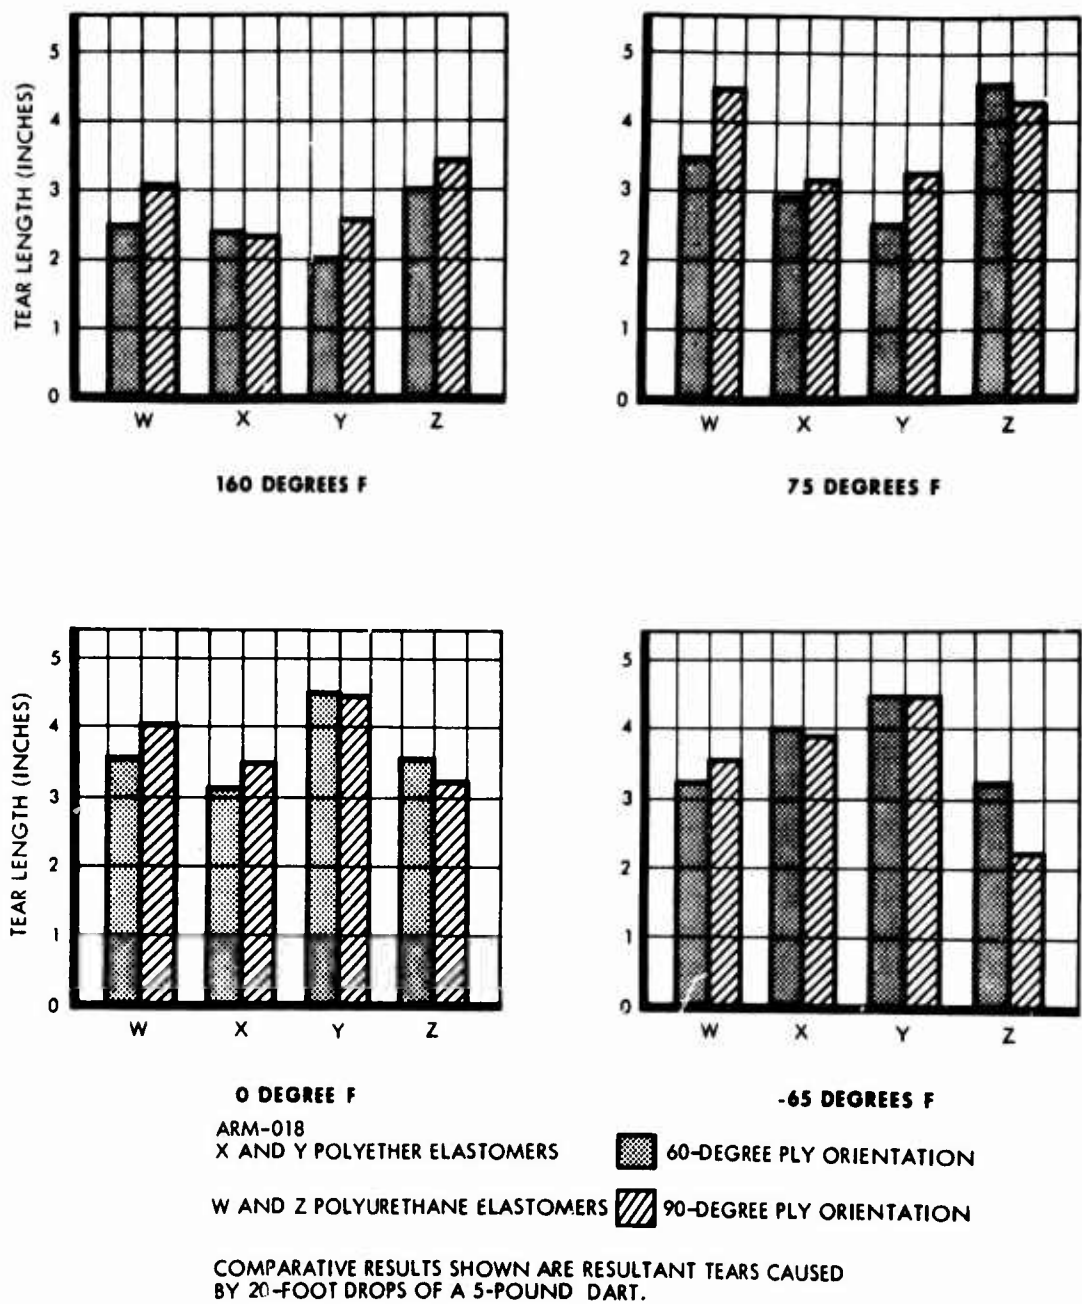 TEAR LENGTH (INCHES)
5
4
3
2
1
0
W X Y Z
160 DEGREES F
5
4
3
2
1
0
W X Y Z
75 DEGREES F
TEAR LENGTH (INCHES)
5
4
3
2
1
0
W X Y Z
0 DEGREE F
5
4
3
2
1
0
W X Y Z
-65 DEGREES F
ARM-018
X AND Y POLYETHER ELASTOMERS
60-DEGREE PLY ORIENTATION
W AND Z POLYURETHANE ELASTOMERS
90-DEGREE PLY ORIENTATION
COMPARATIVE RESULTS SHOWN ARE RESULTANT TEARS CAUSED
BY 20-FOOT DROPS OF A 5-POUND DART.